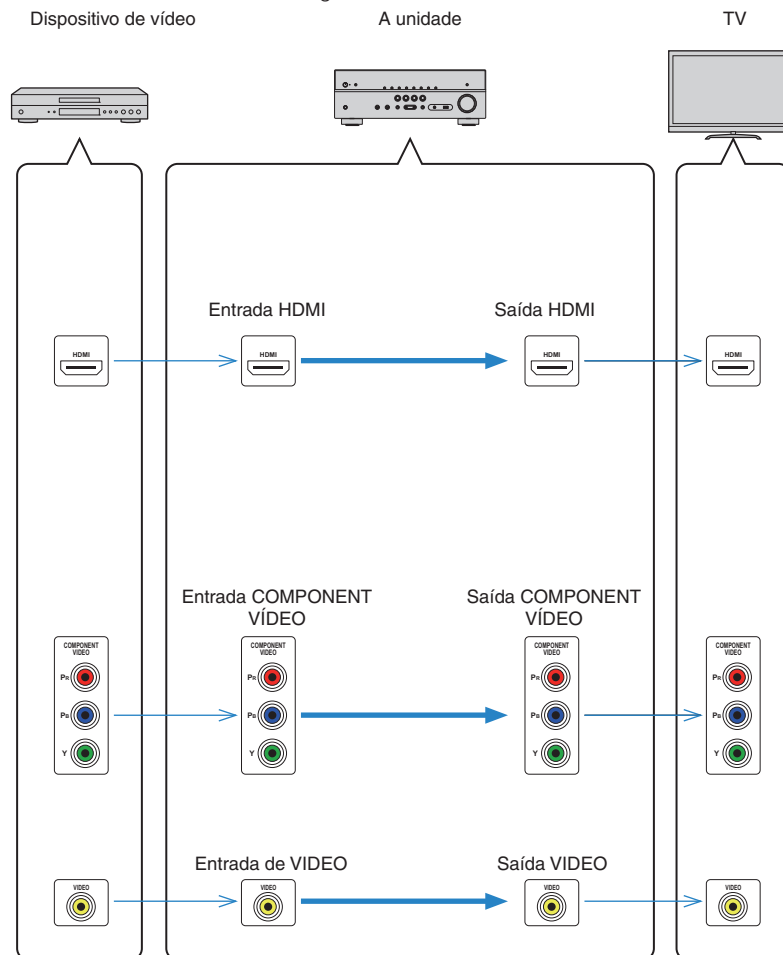 Dispositivo de vídeo A unidade TV
Entrada HDMI Saída HDMI
HDMI HDMI HDMI HDMI
Entrada COMPONENT Saída COMPONENT
VÍDEO VÍDEO
COMPONENT COMPONENT COMPONENT COMPONENT
VIDEO VIDEO VIDEO VIDEO
PR PR PR PR
PB PB PB PB
Y Y Y Y
Entrada de VIDEO Saída VIDEO
VIDEO VIDEO VIDEO VIDEO